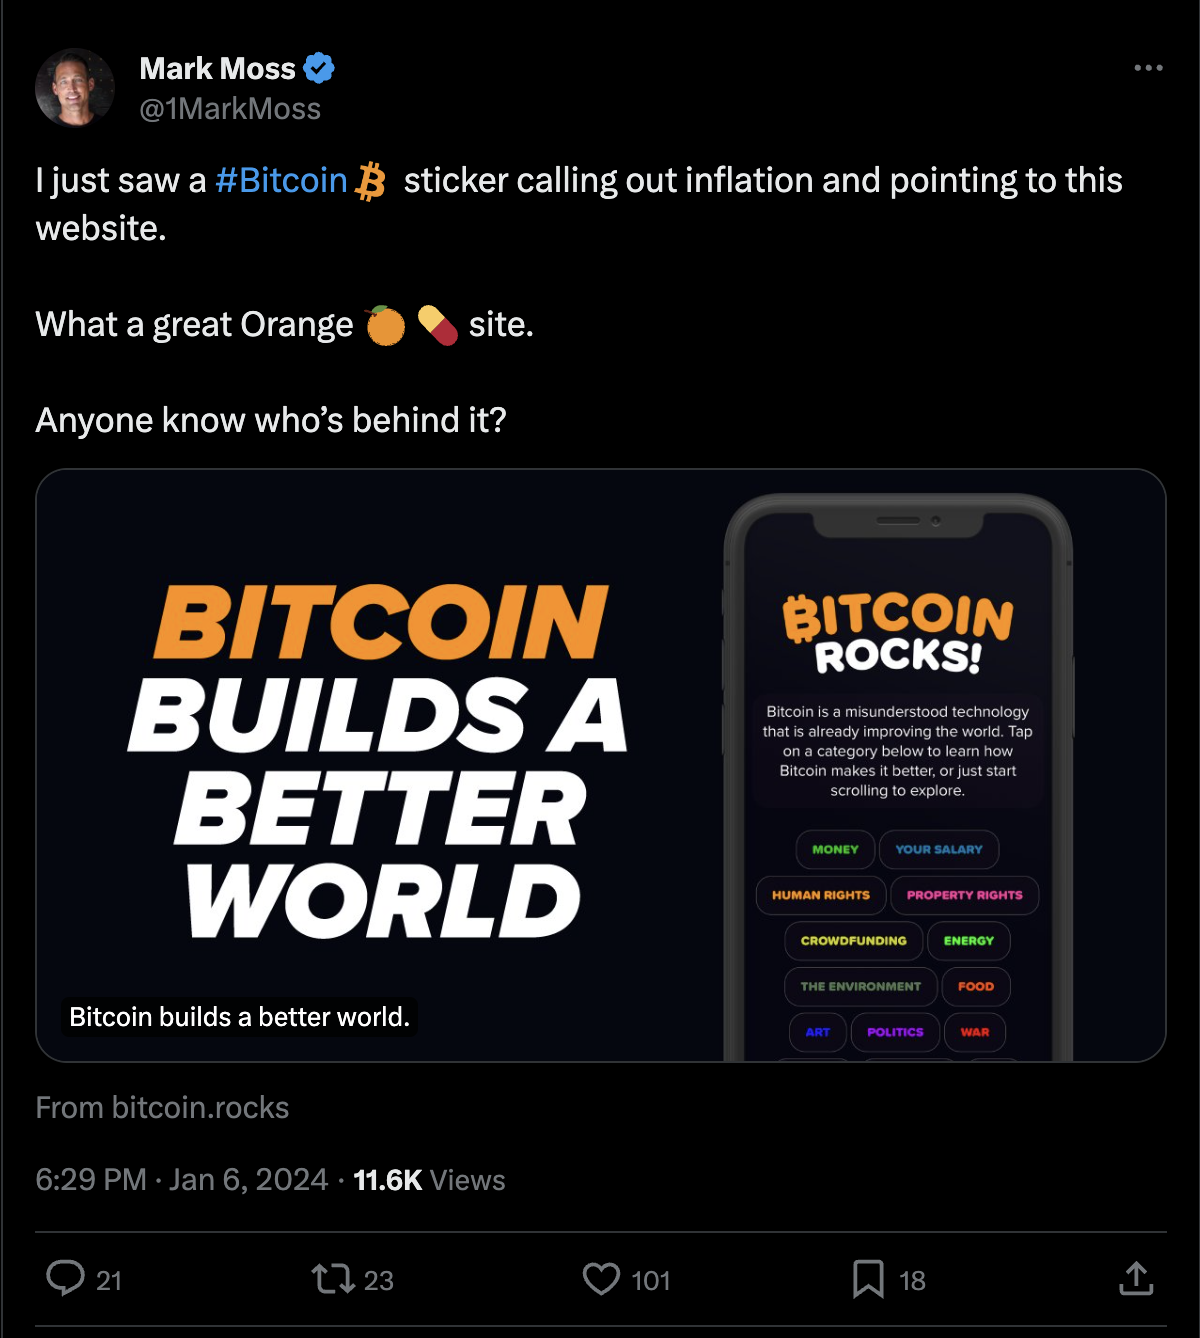 Mark Moss
@1MarkMoss
I just saw a #Bitcoin sticker calling out inflation and pointing to this
website.
What a great Orange 🍊 💊 site.
Anyone know who's behind it?
BITCOIN
BUILDS A
BETTER
WORLD
Bitcoin builds a better world.
₿ITCOIN
ROCKS!
Bitcoin is a misunderstood technology
that is already improving the world. Tap
on a category below to learn how
Bitcoin makes it better, or just start
scrolling to explore.
MONEY YOUR SALARY
HUMAN RIGHTS PROPERTY RIGHTS
CROWDFUNDING ENERGY
THE ENVIRONMENT FOOD
ART POLITICS WAR
From bitcoin.rocks
6:29 PM · Jan 6, 2024 · 11.6K Views
21 23 101 18